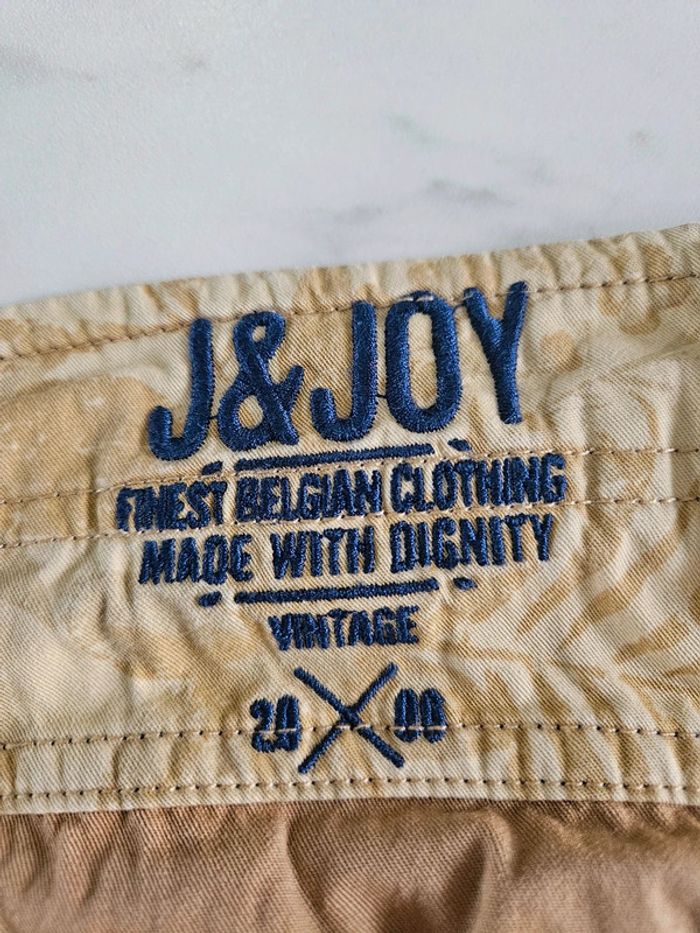 J&JOY
FINEST BELGIAN CLOTHING
MADE WITH DIGNITY
VINTAGE
20 00